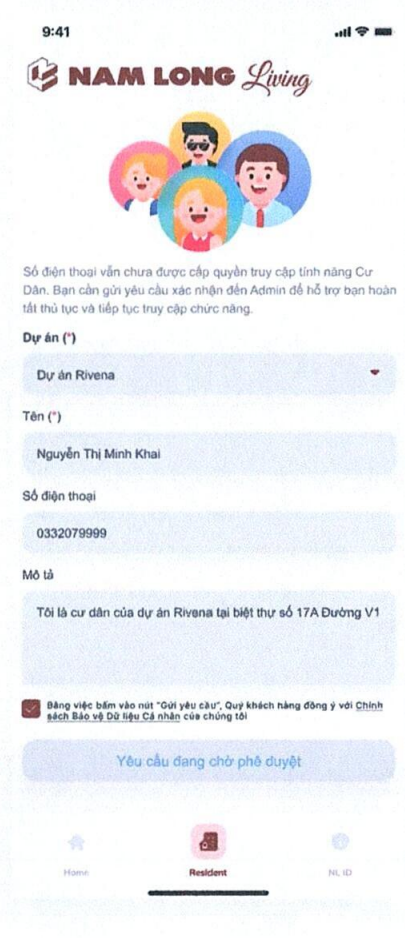 9:41
NAM LONG Living
Số điện thoại vẫn chưa được cấp quyền truy cập tính năng Cư
Dân. Bạn cần gửi yêu cầu xác nhận đến Admin để hỗ trợ bạn hoàn
tất thủ tục và tiếp tục truy cập chức năng.
Dự án (*)
Dự án Rivena
Tên (*)
Nguyễn Thị Minh Khai
Số điện thoại
0332079999
Mô tả
Tôi là cư dân của dự án Rivena tại biệt thự số 17A Đường V1
Bằng việc bấm vào nút "Gửi yêu cầu", Quý khách hàng đồng ý với Chính
sách Bảo vệ Dữ liệu Cá nhân của chúng tôi
Yêu cầu đang chờ phê duyệt
Home
Resident
NL ID